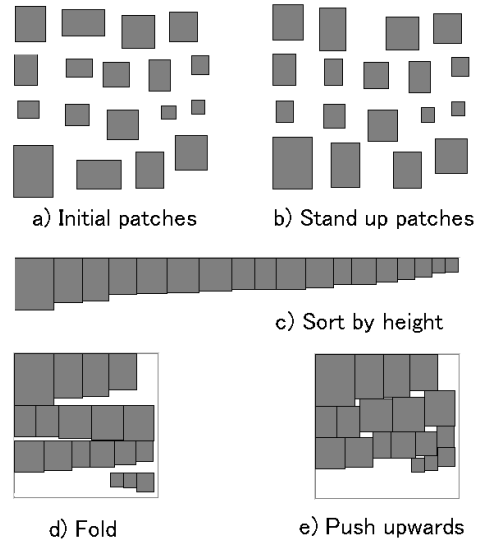 a) Initial patches
b) Stand up patches
c) Sort by height
d) Fold
e) Push upwards